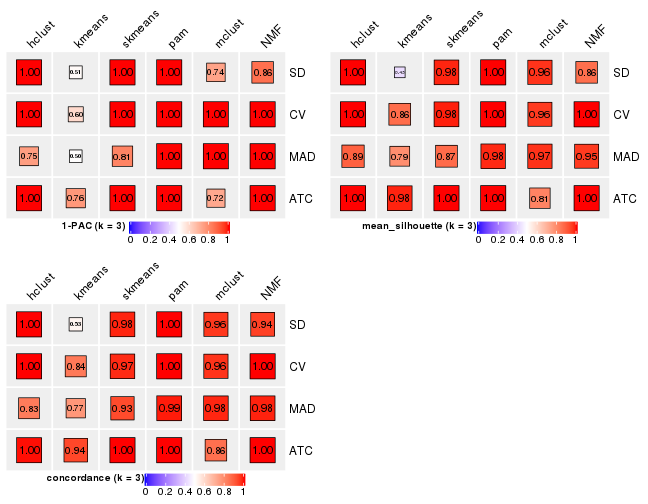 hclust kmeans skmeans pam mclust NMF
1.00 0.51 1.00 1.00 0.74 0.86 SD
1.00 0.60 1.00 1.00 1.00 1.00 CV
0.75 0.50 0.81 1.00 1.00 1.00 MAD
1.00 0.76 1.00 1.00 0.72 1.00 ATC
1-PAC (k = 3)
0 0.2 0.4 0.6 0.8 1
hclust kmeans skmeans pam mclust NMF
1.00 0.98 1.00 0.96 0.86 SD
1.00 0.86 0.98 1.00 0.96 1.00 CV
0.89 0.79 0.87 0.98 0.97 0.95 MAD
1.00 0.98 1.00 1.00 0.81 1.00 ATC
mean_silhouette (k = 3)
0 0.2 0.4 0.6 0.8 1
hclust kmeans skmeans pam mclust NMF
1.00 0.53 0.98 1.00 0.96 0.94 SD
1.00 0.84 0.97 1.00 0.96 1.00 CV
0.83 0.77 0.93 0.99 0.98 0.98 MAD
1.00 0.94 1.00 1.00 0.86 1.00 ATC
concordance (k = 3)
0 0.2 0.4 0.6 0.8 1